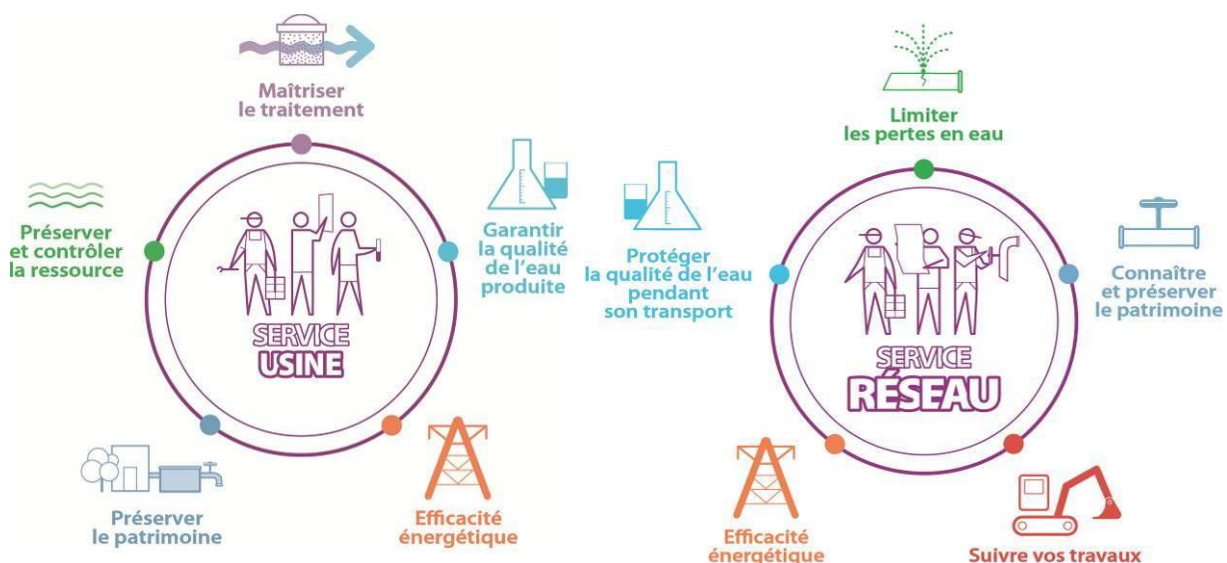 Maîtriser
le traitement
Préserver
et contrôler
la ressource
Garantir
la qualité
de l'eau
produite
SERVICE
USINE
Préserver
le patrimoine
Efficacité
énergétique
Limiter
les pertes en eau
Protéger
la qualité de l'eau
pendant
son transport
Connaître
et préserver
le patrimoine
SERVICE
RÉSEAU
Efficacité
énergétique
Suivre vos travaux